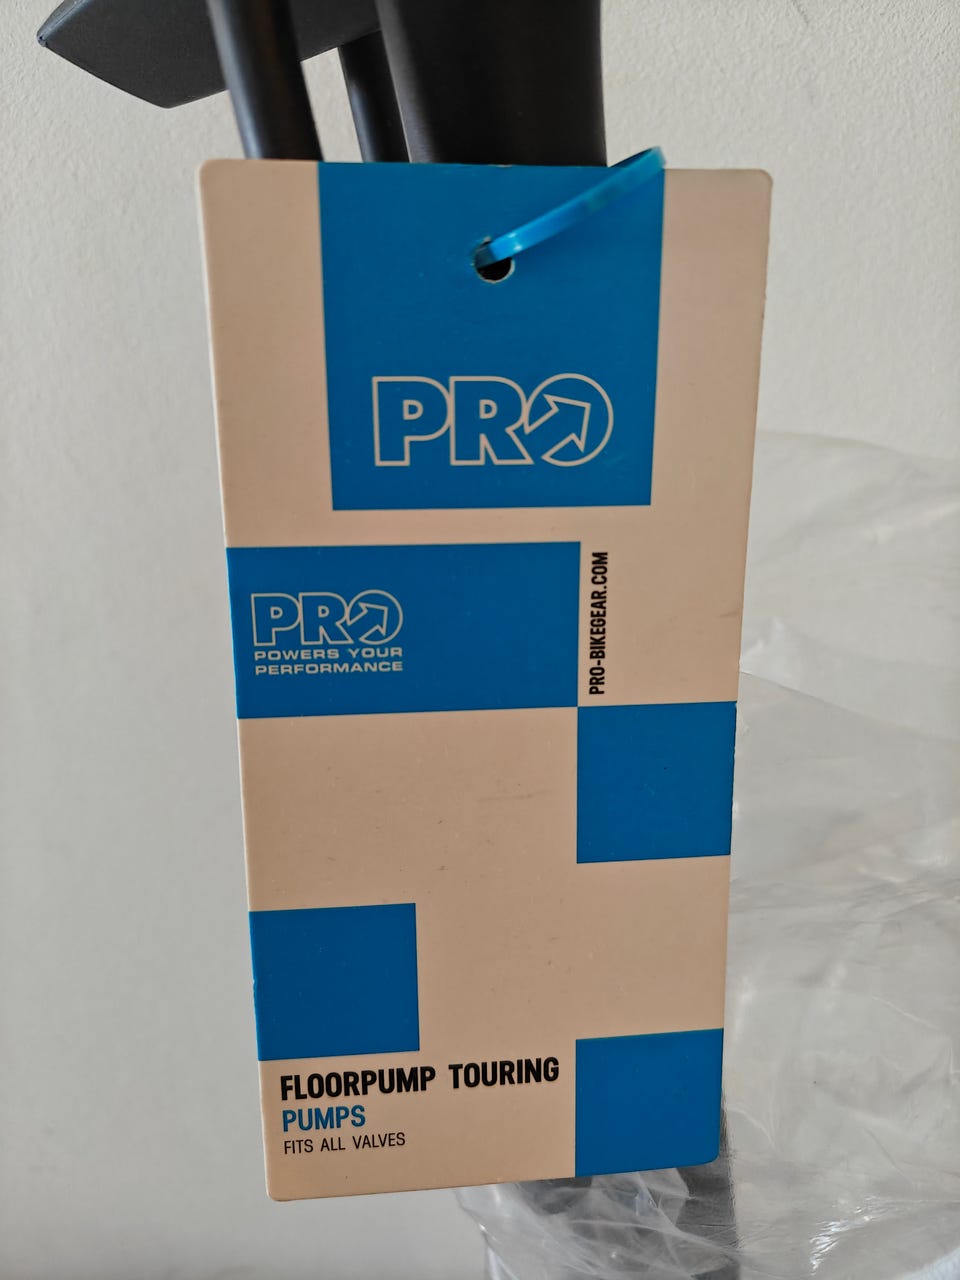 PRO
PRO
POWERS YOUR
PERFORMANCE
PRO-BIKEGEAR.COM
FLOORPUMP TOURING
PUMPS
FITS ALL VALVES